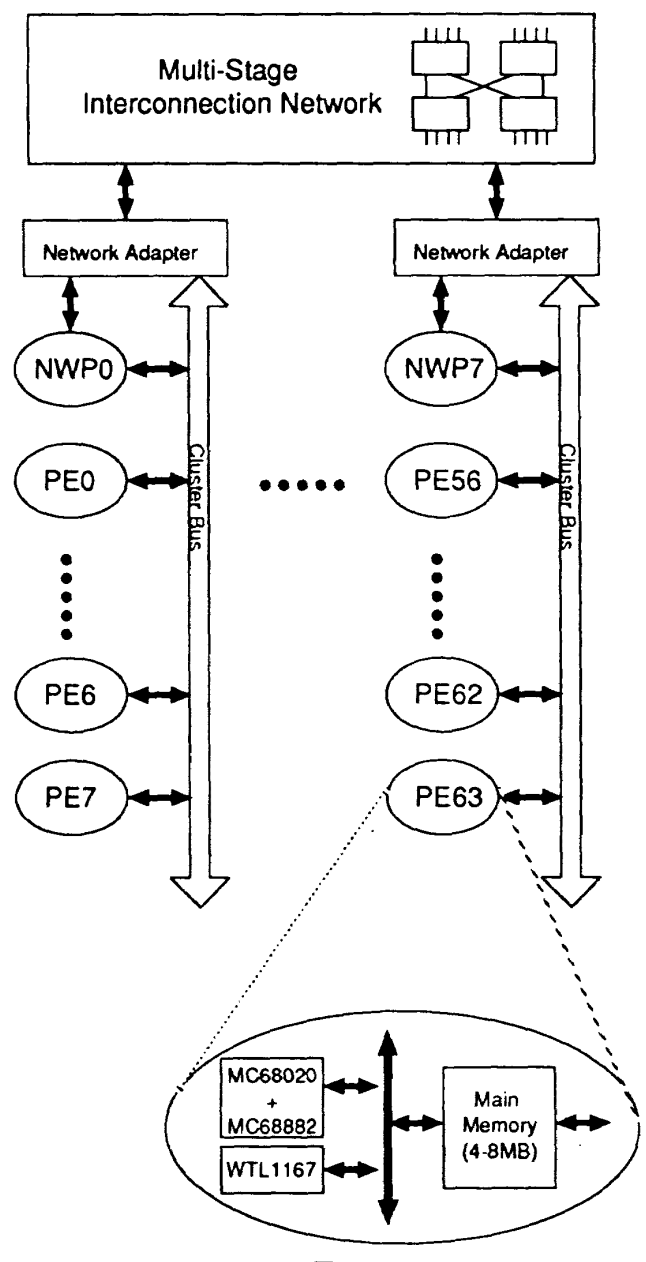 Multi-Stage
Interconnection Network
Network Adapter
Network Adapter
NWP0
NWP7
Cluster Bus
Cluster Bus
PE0
PE56
PE6
PE62
PE7
PE63
MC68020
+
MC68882
WTL1167
Main
Memory
(4-8MB)